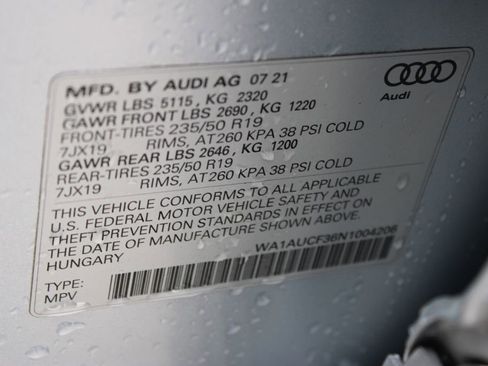 MFD. BY AUDI AG 07 21
GVWR LBS 5115, KG 2320
GAWR FRONT LBS 2690, KG 1220
FRONT-TIRES 235/50 R19
7JX19 RIMS, AT260 KPA 38 PSI COLD
GAWR REAR LBS 2646, KG 1200
REAR-TIRES 235/50 R19
7JX19 RIMS, AT260 KPA 38 PSI COLD
THIS VEHICLE CONFORMS TO ALL APPLICABLE
U.S. FEDERAL MOTOR VEHICLE SAFETY AND
THEFT PREVENTION STANDARDS IN EFFECT ON
THE DATE OF MANUFACTURE SHOWN ABOVE.
HUNGARY
WA1AUCF36N1004206
TYPE:
MPV
Audi